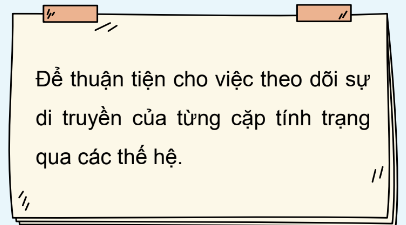 Để thuận tiện cho việc theo dõi sự
di truyền của từng cặp tính trạng
qua các thế hệ.